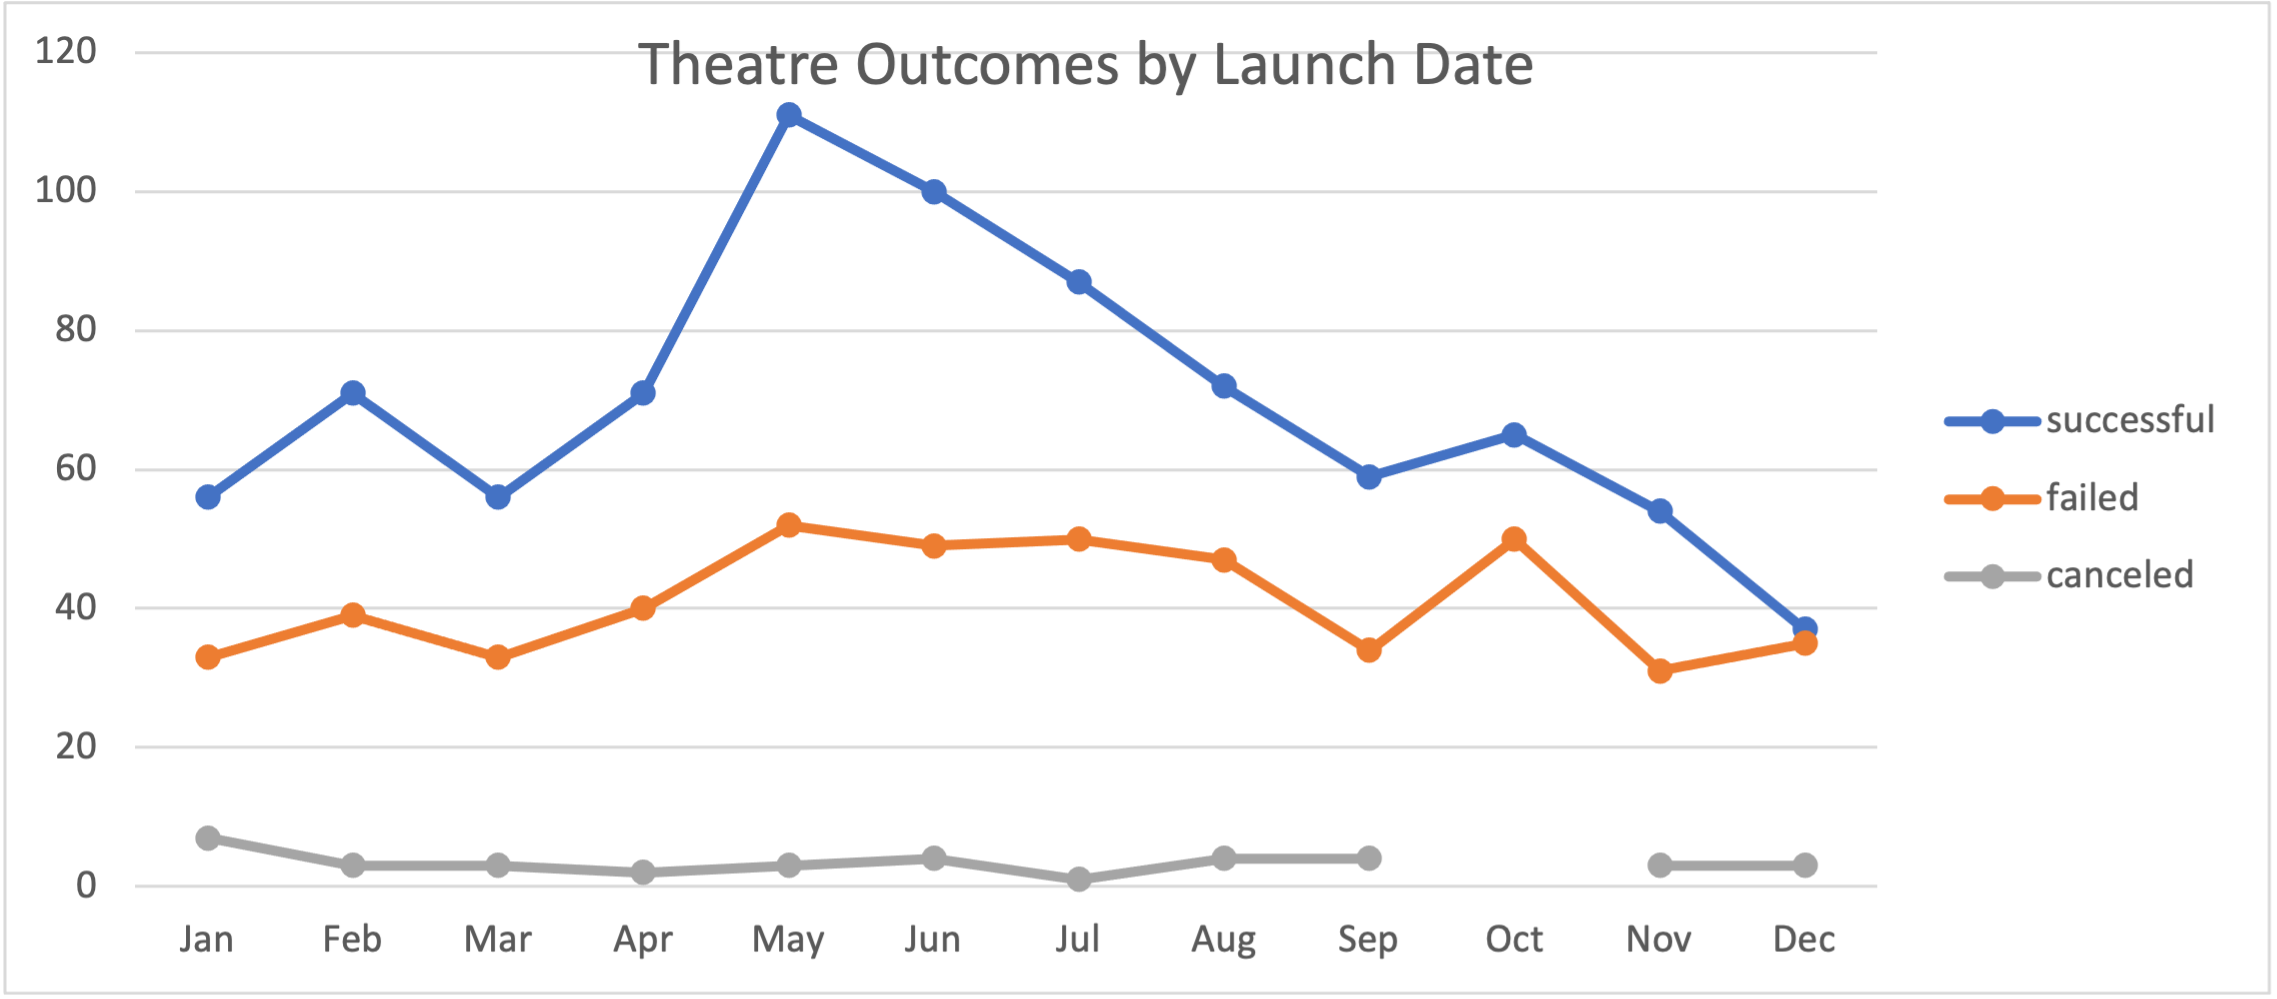 Theatre Outcomes by Launch Date
120
100
80
60
40
20
0
Jan Feb Mar Apr May Jun Jul Aug Sep Oct Nov Dec
successful
failed
canceled